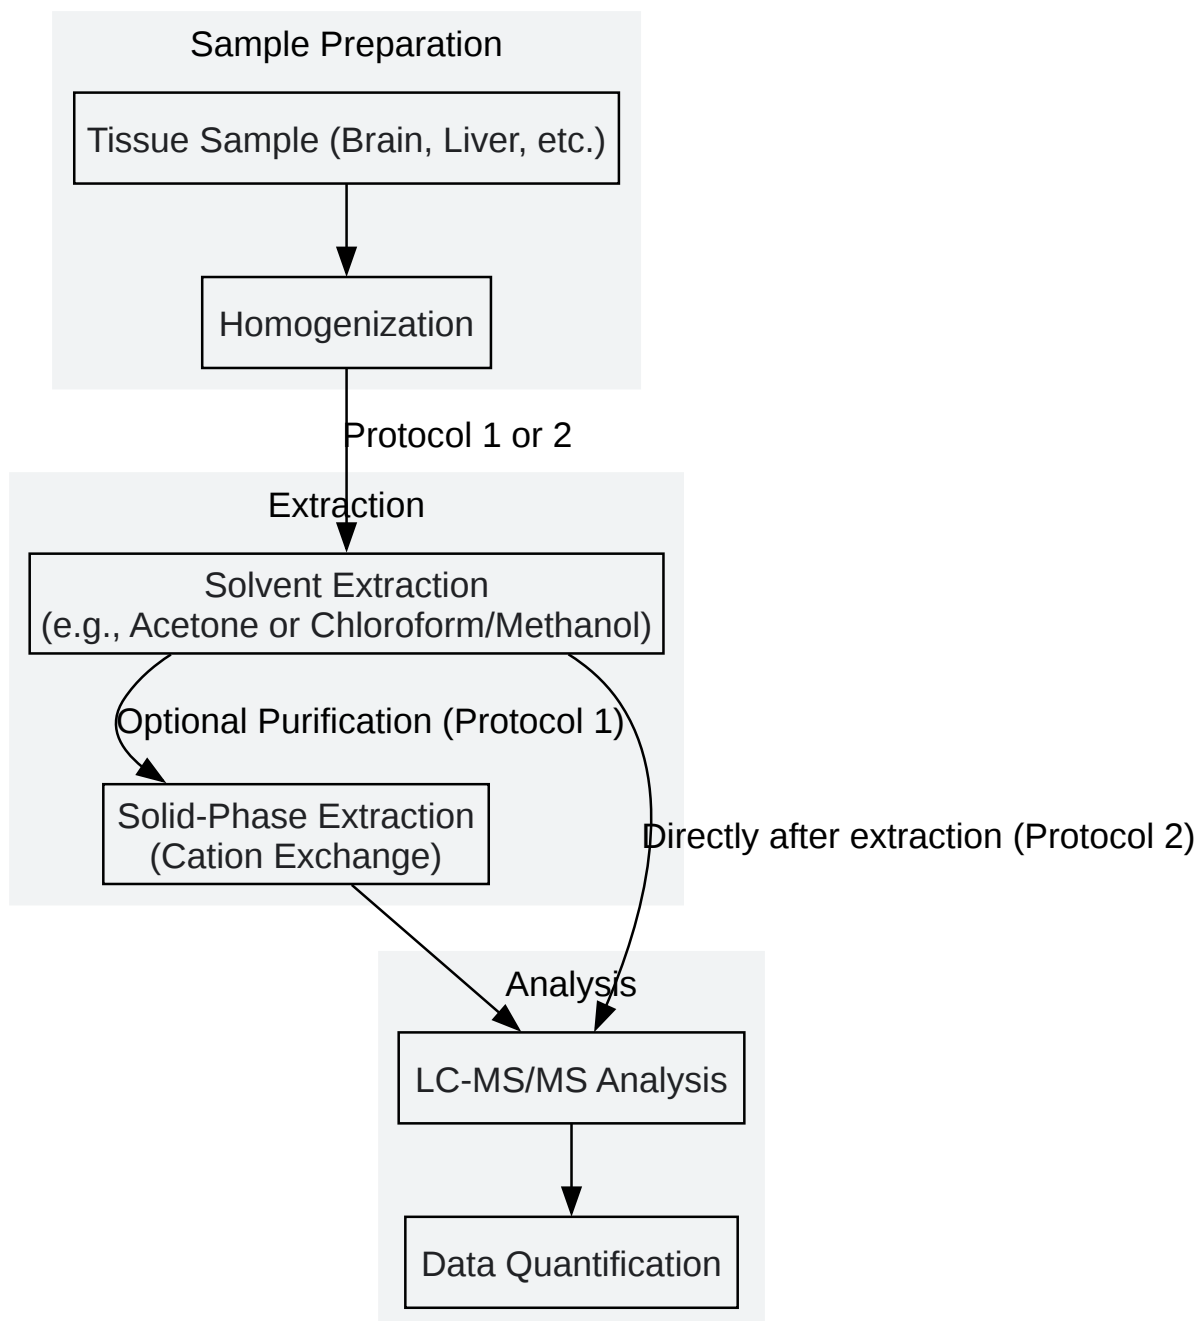 Sample Preparation
Tissue Sample (Brain, Liver, etc.)
Homogenization
Protocol 1 or 2
Extraction
Solvent Extraction
(e.g., Acetone or Chloroform/Methanol)
Optional Purification (Protocol 1)
Solid-Phase Extraction
(Cation Exchange)
Directly after extraction (Protocol 2)
Analysis
LC-MS/MS Analysis
Data Quantification